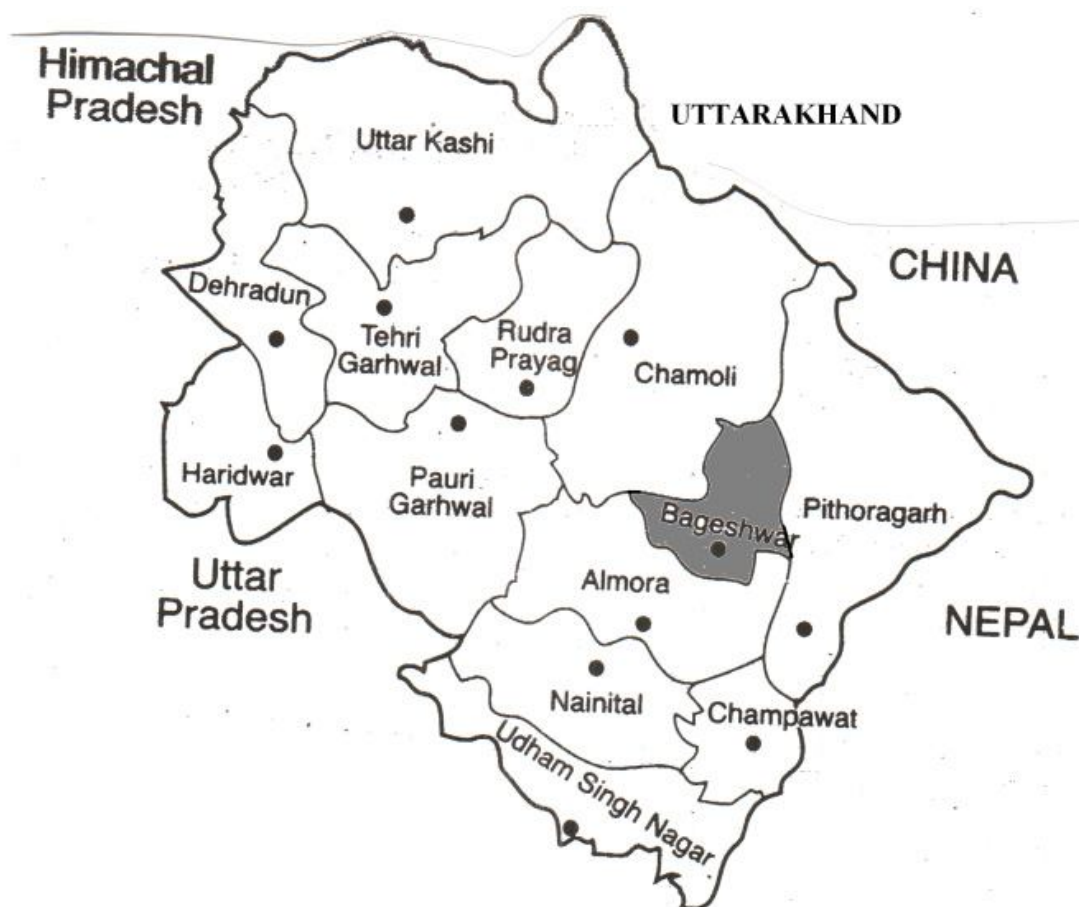 Himachal
Pradesh
UTTARAKHAND
Uttar Kashi
CHINA
Dehradun
Tehri
Garhwal
Rudra
Prayag
Chamoli
Haridwar
Pauri
Garhwal
Bageshwar
Pithoragarh
Uttar
Pradesh
Almora
NEPAL
Nainital
Champawat
Udham Singh Nagar